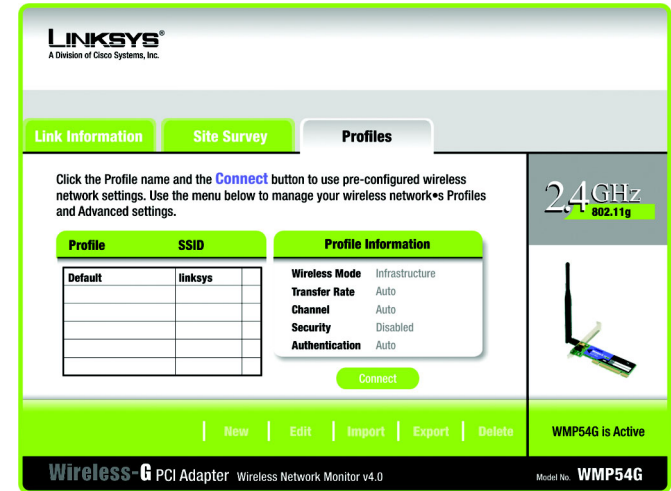 LINKSYS®
A Division of Cisco Systems, Inc.
Link Information Site Survey Profiles
Click the Profile name and the Connect button to use pre-configured wireless
network settings. Use the menu below to manage your wireless network•s Profiles
and Advanced settings.
2.4GHz
802.11g
Profile SSID
Default linksys
Profile Information
Wireless Mode Infrastructure
Transfer Rate Auto
Channel Auto
Security Disabled
Authentication Auto
Connect
New Edit Import Export Delete
WMP54G is Active
Wireless-G PCI Adapter Wireless Network Monitor v4.0
Model No. WMP54G